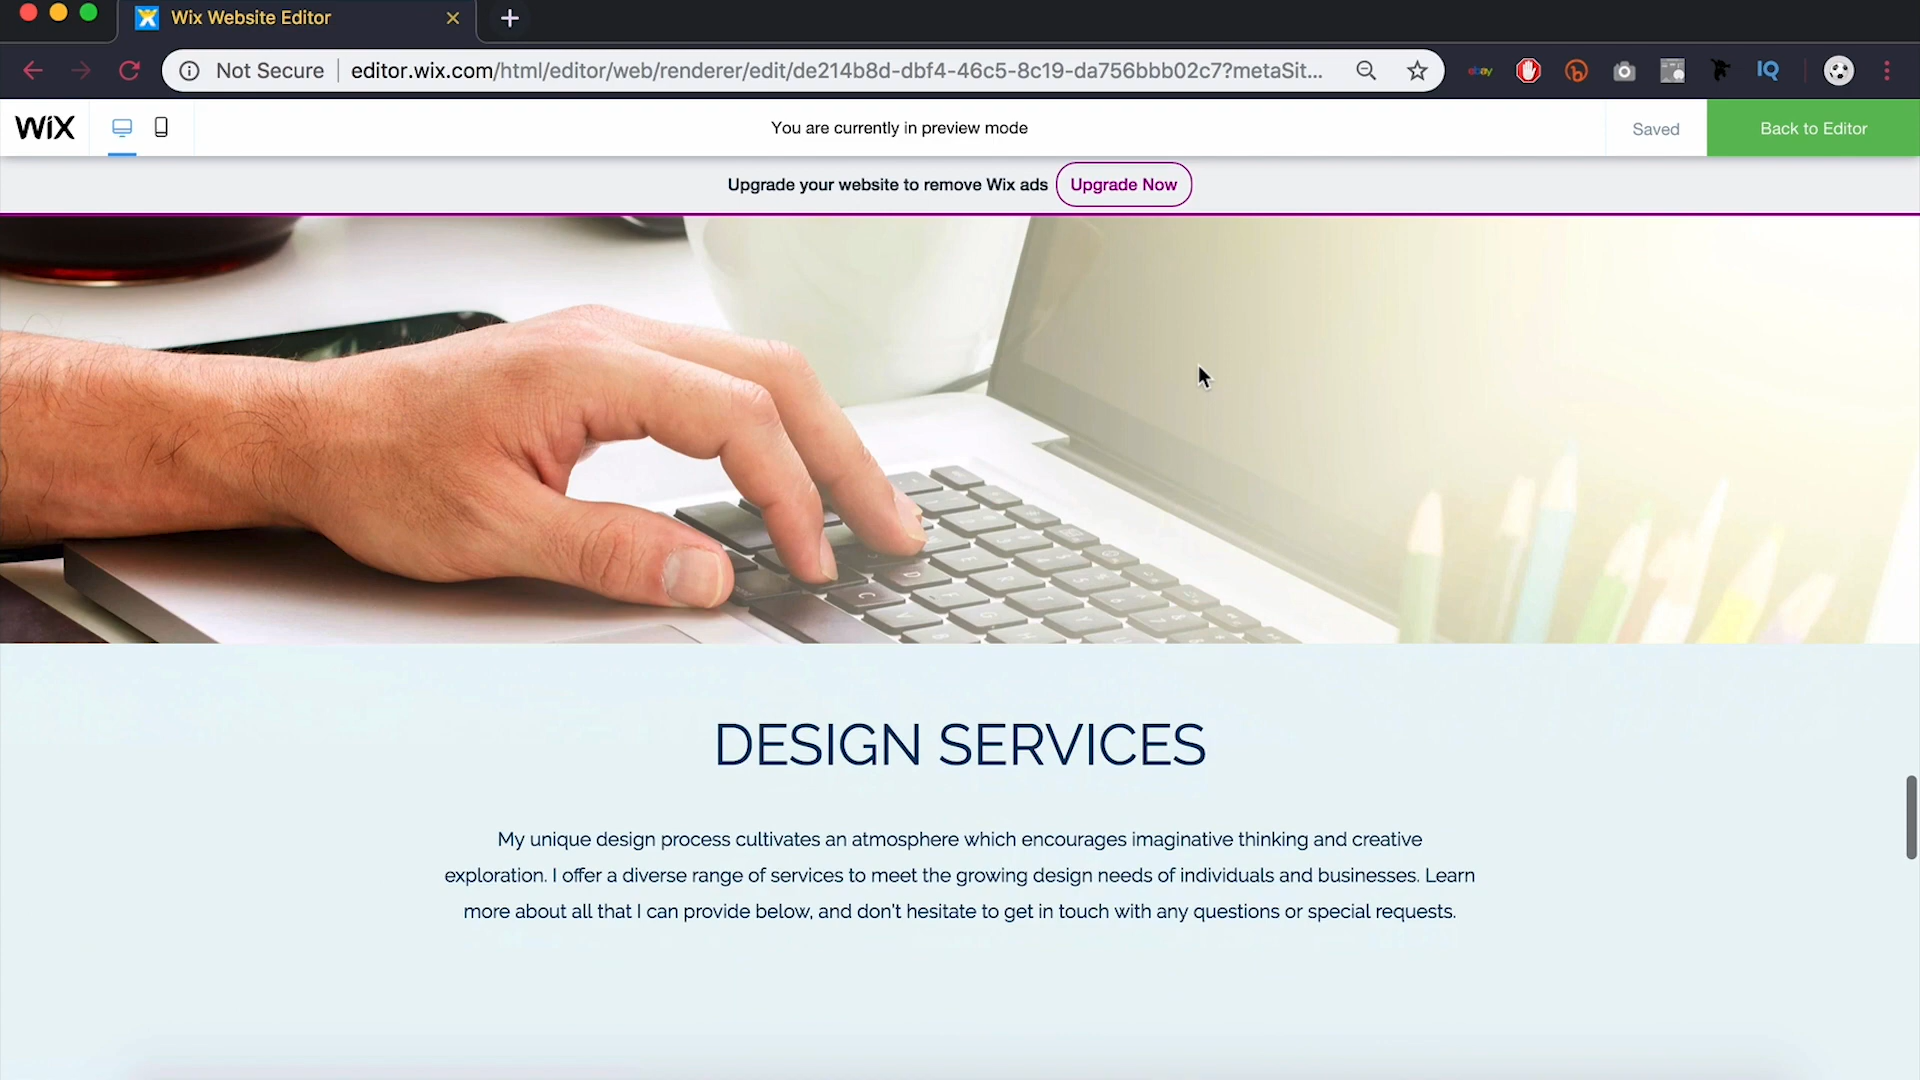 Wix Website Editor
Not Secure
editor.wix.com/html/editor/web/renderer/edit/de214b8d-dbf4-46c5-8c19-da756bbb02c7?metaSit...
ebay
IQ
WiX
You are currently in preview mode
Saved
Back to Editor
Upgrade your website to remove Wix ads
Upgrade Now
DESIGN SERVICES
My unique design process cultivates an atmosphere which encourages imaginative thinking and creative
exploration. I offer a diverse range of services to meet the growing design needs of individuals and businesses. Learn
more about all that I can provide below, and don't hesitate to get in touch with any questions or special requests.